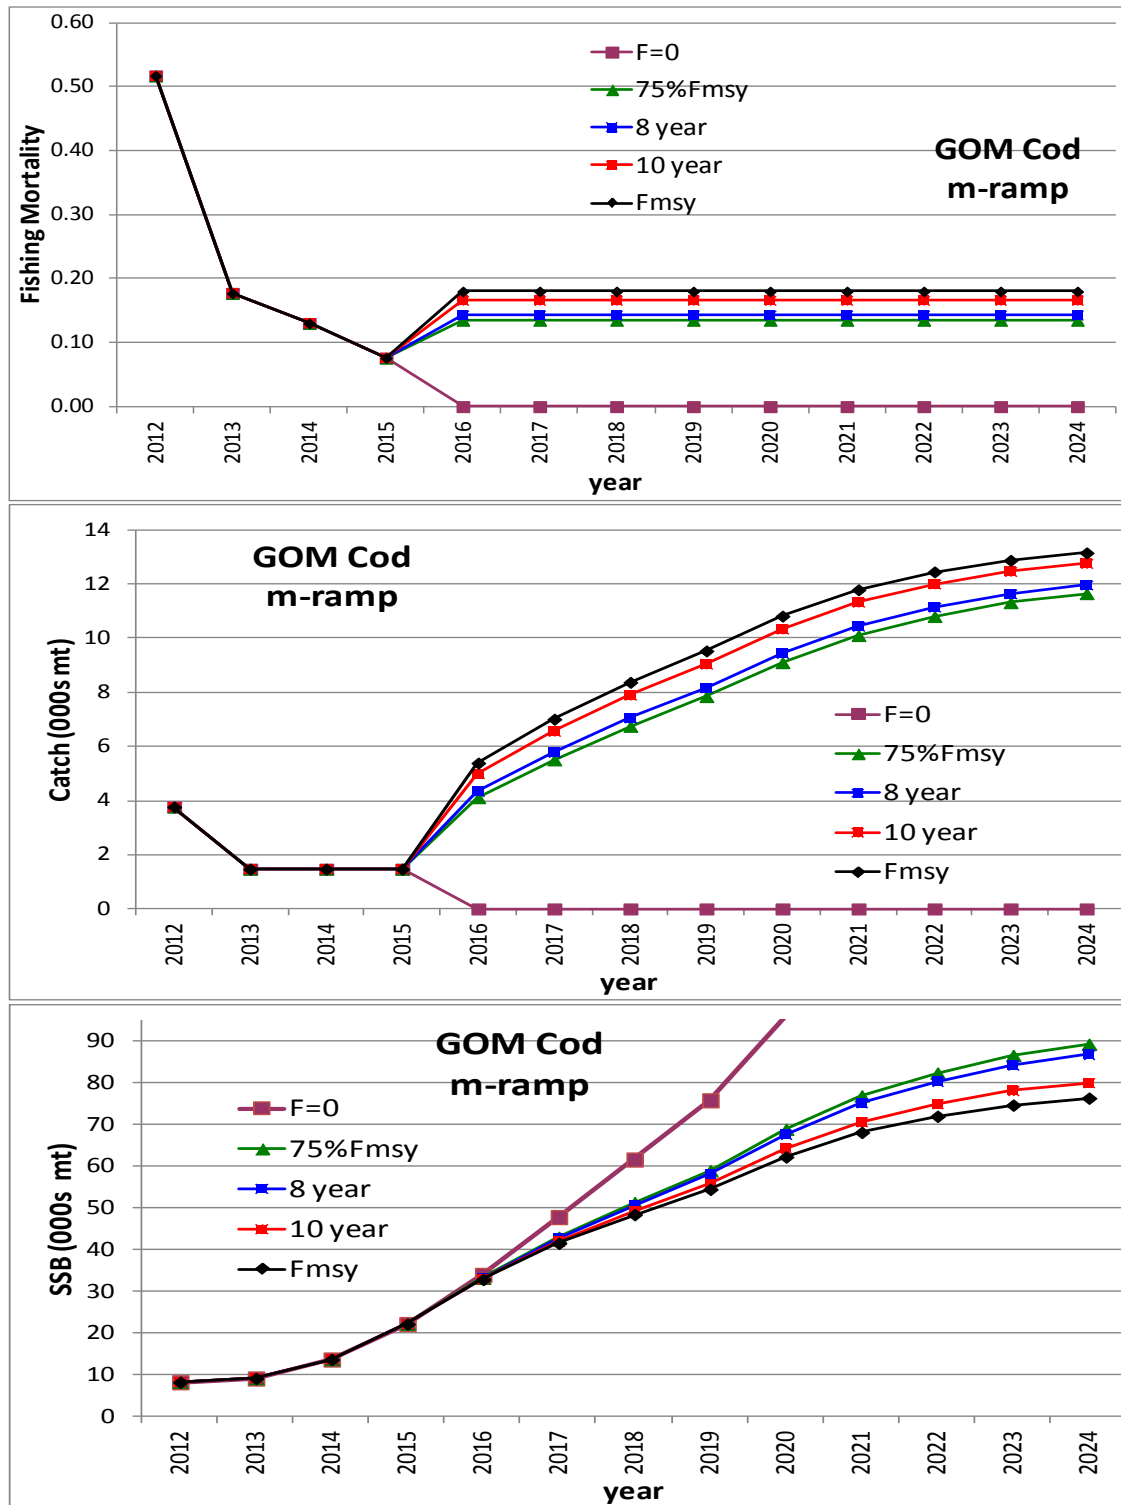 0.60
0.50
0.40
0.30
0.20
0.10
0.00
Fishing Mortality
F=0
75%Fmsy
8 year
10 year
Fmsy
GOM Cod
m-ramp
2012
2013
2014
2015
2016
2017
2018
2019
2020
2021
2022
2023
2024
year
14
12
10
8
6
4
2
0
Catch (000s mt)
GOM Cod
m-ramp
F=0
75%Fmsy
8 year
10 year
Fmsy
2012
2013
2014
2015
2016
2017
2018
2019
2020
2021
2022
2023
2024
year
90
80
70
60
50
40
30
20
10
0
SSB (000s mt)
GOM Cod
m-ramp
F=0
75%Fmsy
8 year
10 year
Fmsy
2012
2013
2014
2015
2016
2017
2018
2019
2020
2021
2022
2023
2024
year